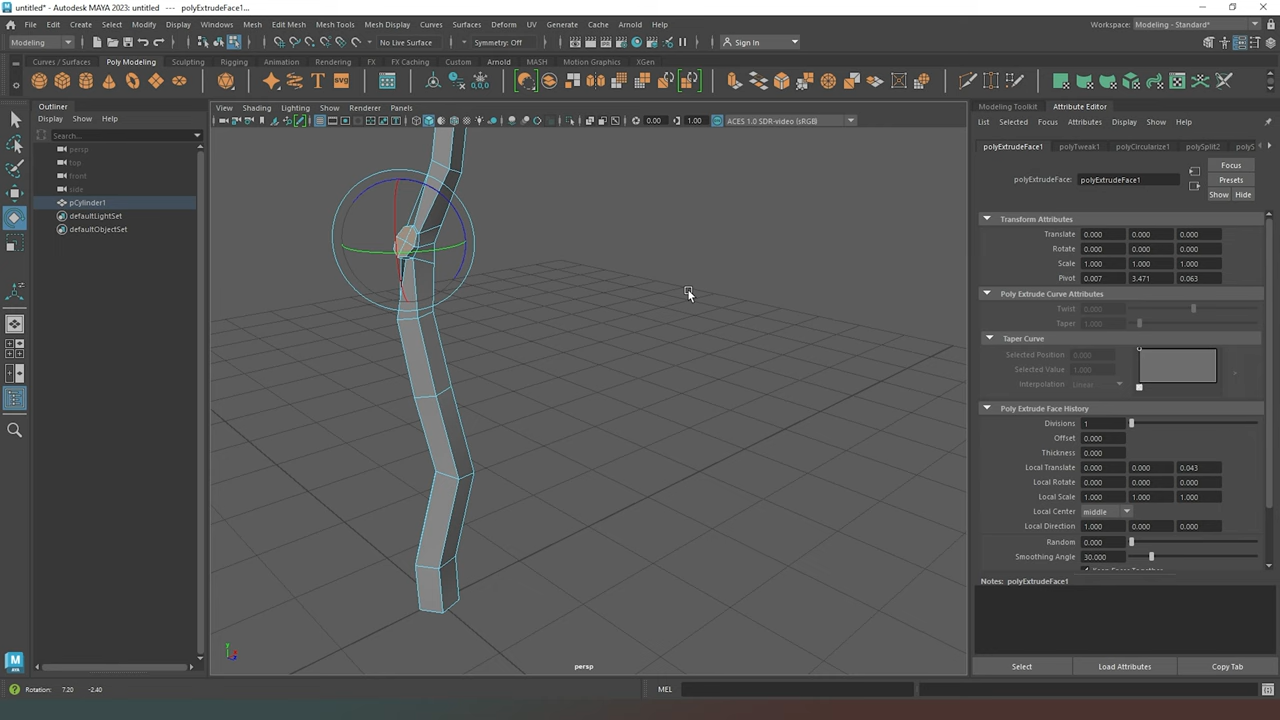 untitled* - Autodesk MAYA 2023: untitled --- polyExtrudeFace1...
File Edit Create Select Modify Display Windows Mesh Edit Mesh Mesh Tools Mesh Display Curves Surfaces Deform UV Generate Cache Arnold Help Workspace: Modeling - Standard*
Modeling No Live Surface Symmetry: Off Sign In
Curves / Surfaces Poly Modeling Sculpting Rigging Animation Rendering FX FX Caching Custom Arnold MASH Motion Graphics XGen
Outliner
Display Show Help
Search...
persp
top
front
side
pCylinder1
defaultLightSet
defaultObjectSet
View Shading Lighting Show Renderer Panels
0.00 1.00 ACES 1.0 SDR-video (sRGB)
persp
Modeling Toolkit Attribute Editor
List Selected Focus Attributes Display Show Help
polyExtrudeFace1 polyTweak1 polyCircularize1 polySplit2 polyS
Focus
polyExtrudeFace: polyExtrudeFace1 Presets
Show Hide
Transform Attributes
Translate 0.000 0.000 0.000
Rotate 0.000 0.000 0.000
Scale 1.000 1.000 1.000
Pivot 0.007 3.471 0.063
Poly Extrude Curve Attributes
Twist 0.000
Taper 1.000
Taper Curve
Selected Position 0.000
Selected Value 1.000
Interpolation Linear
Poly Extrude Face History
Divisions 1
Offset 0.000
Thickness 0.000
Local Translate 0.000 0.000 0.043
Local Rotate 0.000 0.000 0.000
Local Scale 1.000 1.000 1.000
Local Center middle
Local Direction 1.000 0.000 0.000
Random 0.000
Smoothing Angle 30.000
Notes: polyExtrudeFace1
Select Load Attributes Copy Tab
Rotation: 7.20 -2.40 MEL